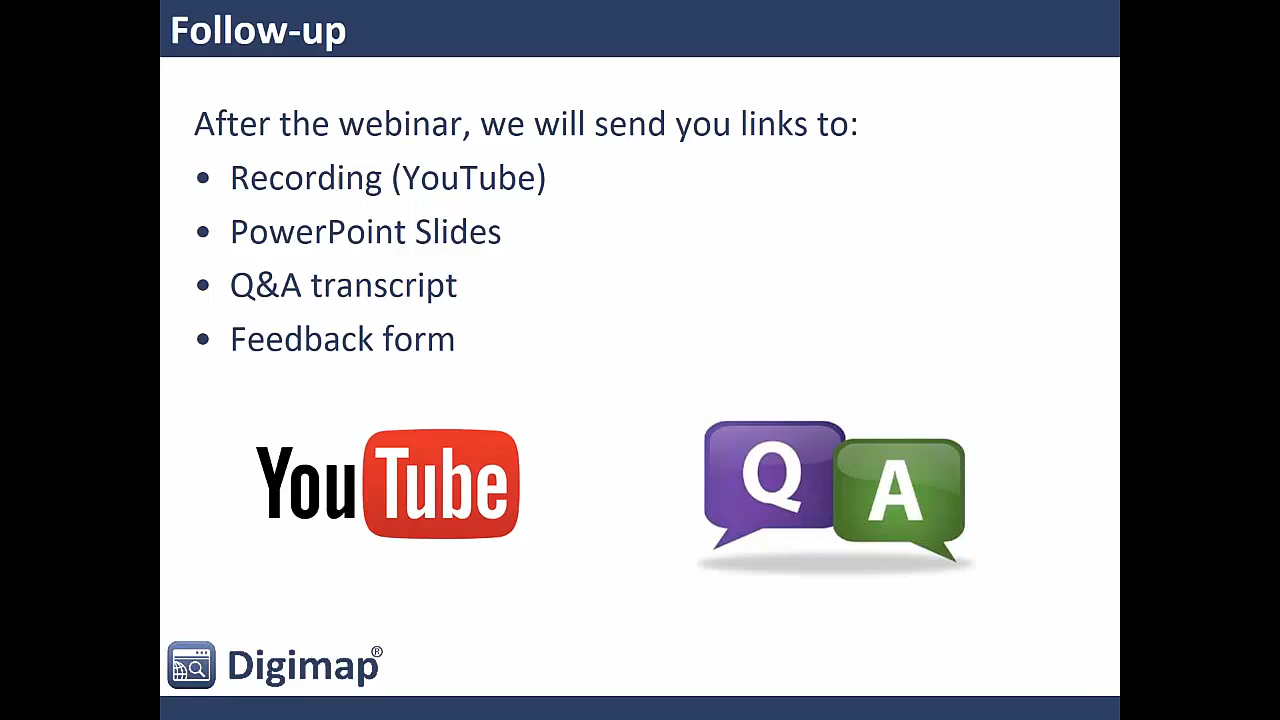 Follow-up
After the webinar, we will send you links to:
• Recording (YouTube)
• PowerPoint Slides
• Q&A transcript
• Feedback form
YouTube
Q A
Digimap®